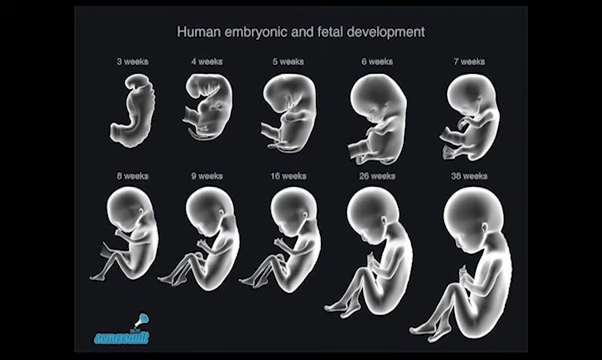 Human embryonic and fetal development
3 weeks
4 weeks
5 weeks
6 weeks
7 weeks
8 weeks
9 weeks
16 weeks
26 weeks
38 weeks
somersault